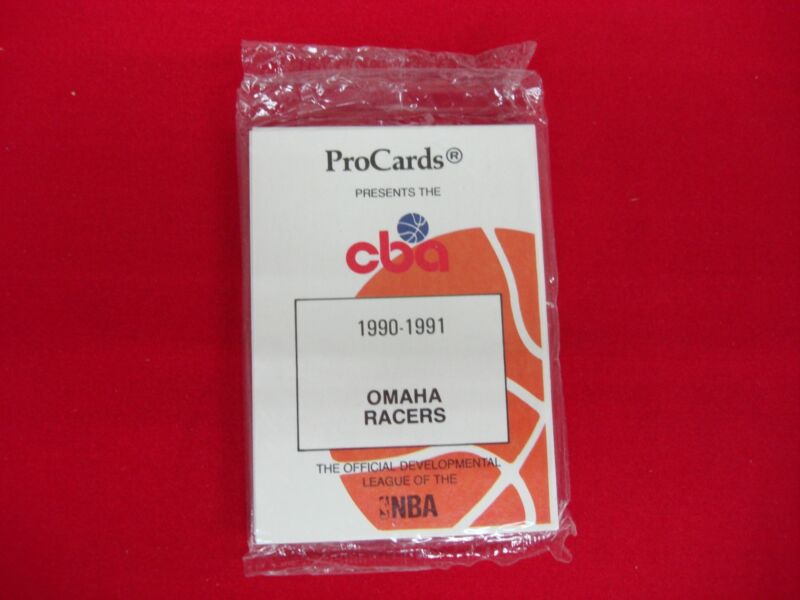 ProCards®
PRESENTS THE
cba
1990-1991
OMAHA
RACERS
THE OFFICIAL DEVELOPMENTAL
LEAGUE OF THE
NBA